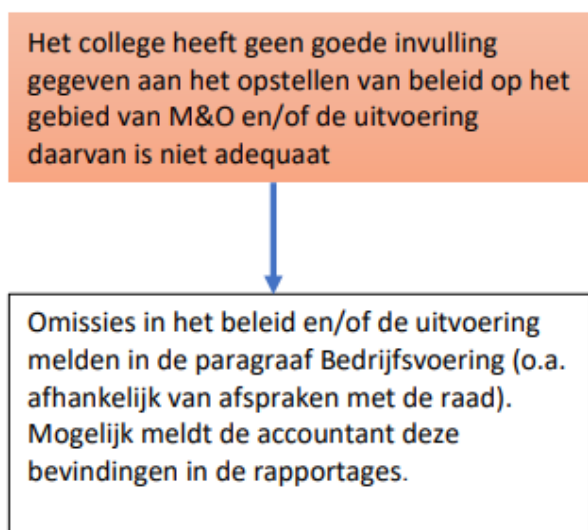 Het college heeft geen goede invulling
gegeven aan het opstellen van beleid op het
gebied van M&O en/of de uitvoering
daarvan is niet adequaat
Omissies in het beleid en/of de uitvoering
melden in de paragraaf Bedrijfsvoering (o.a.
afhankelijk van afspraken met de raad).
Mogelijk meldt de accountant deze
bevindingen in de rapportages.